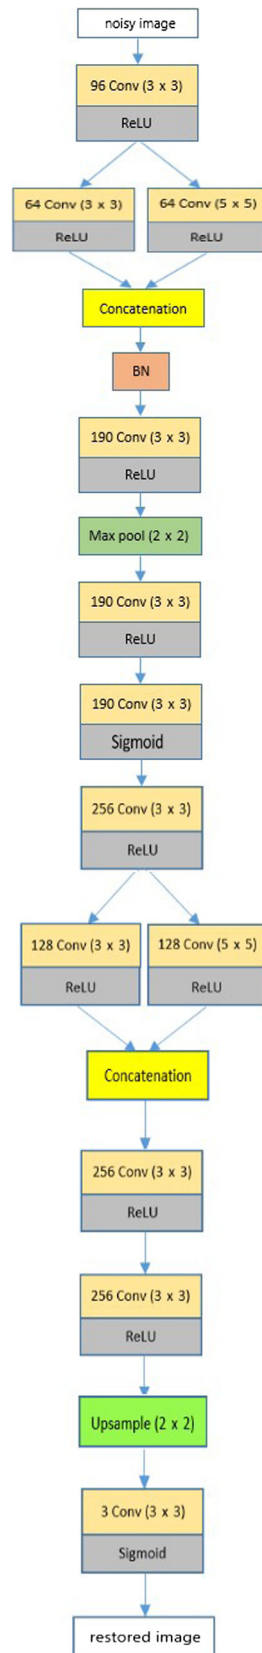 noisy image
96 Conv (3 x 3)
ReLU
64 Conv (3 x 3)
ReLU
64 Conv (5 x 5)
ReLU
Concatenation
BN
190 Conv (3 x 3)
ReLU
Max pool (2 x 2)
190 Conv (3 x 3)
ReLU
190 Conv (3 x 3)
Sigmoid
256 Conv (3 x 3)
ReLU
128 Conv (3 x 3)
ReLU
128 Conv (5 x 5)
ReLU
Concatenation
256 Conv (3 x 3)
ReLU
256 Conv (3 x 3)
ReLU
Upsample (2 x 2)
3 Conv (3 x 3)
Sigmoid
restored image